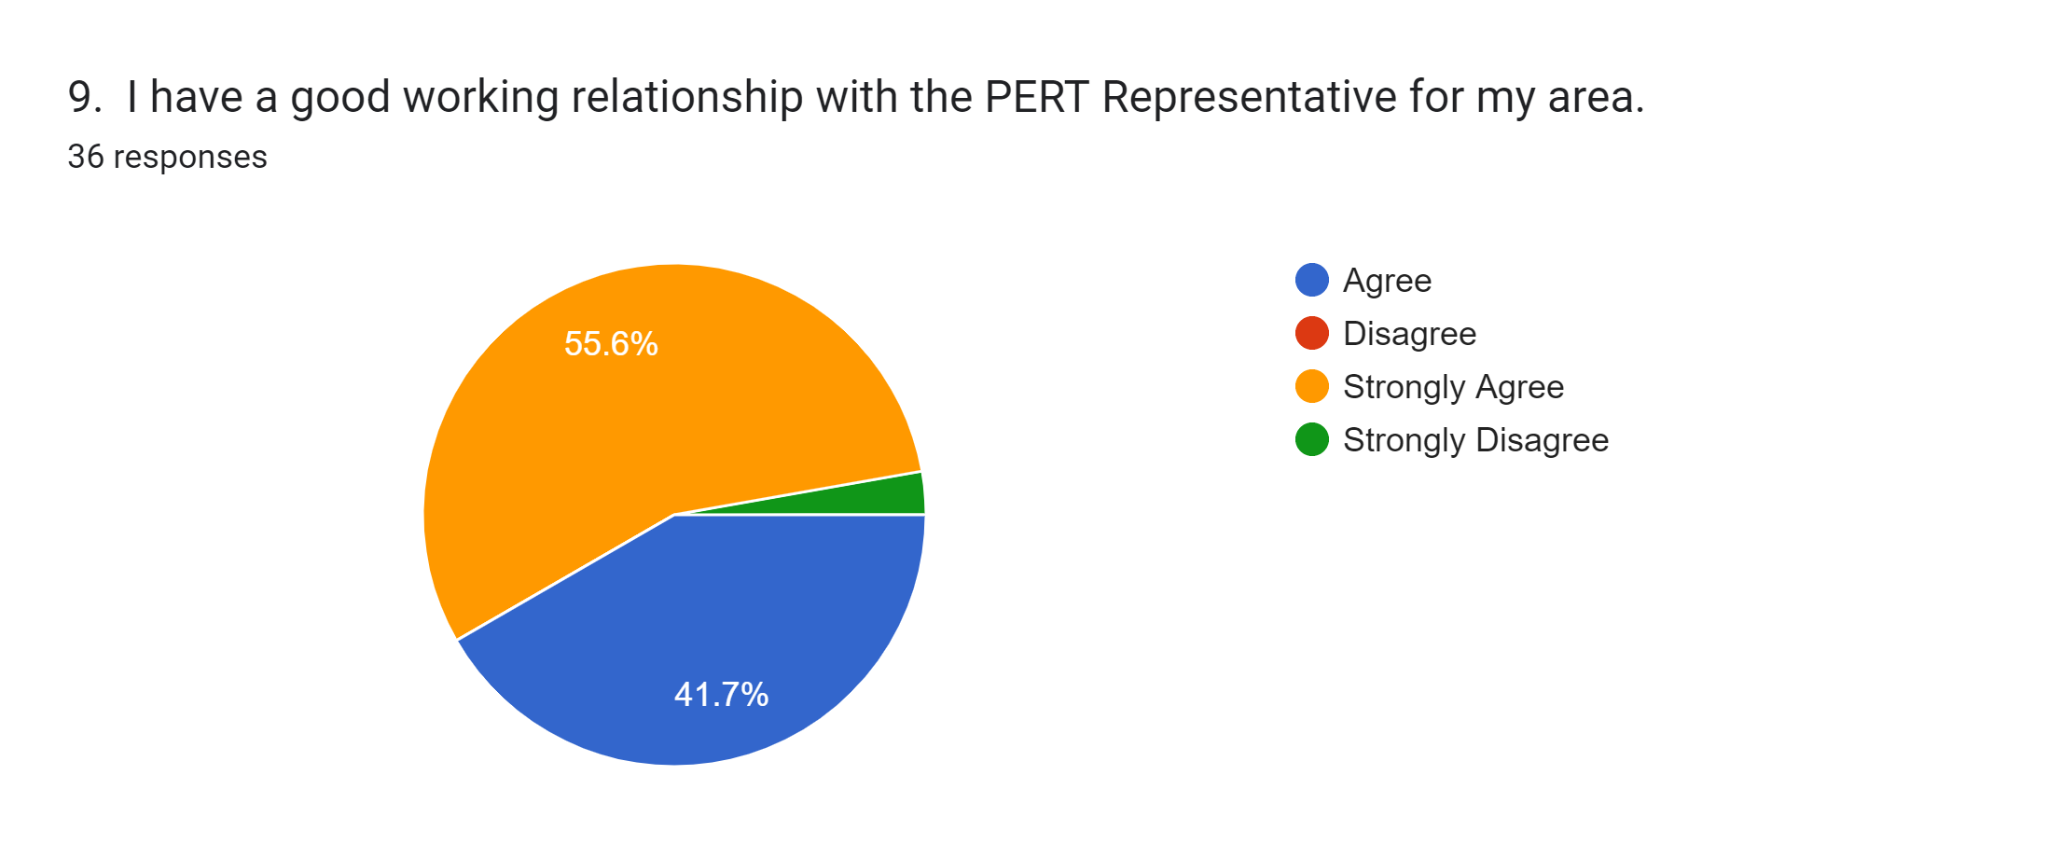 9. I have a good working relationship with the PERT Representative for my area.
36 responses
55.6%
41.7%
Agree
Disagree
Strongly Agree
Strongly Disagree